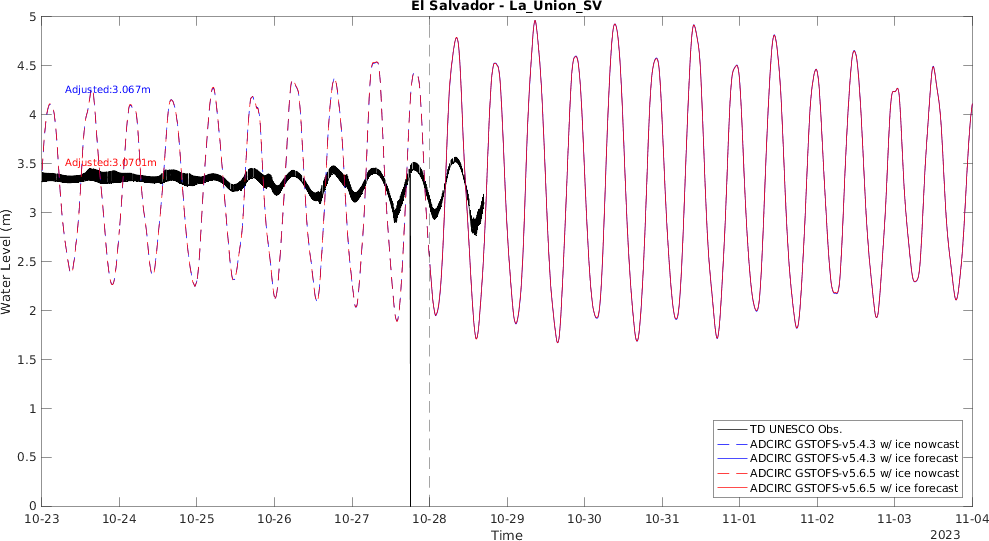 El Salvador - La_Union_SV
5
4.5
4
3.5
3
2.5
2
1.5
1
0.5
0
Water Level (m)
Adjusted:3.067m
Adjusted:3.0701m
TD UNESCO Obs.
ADCIRC GSTOFS-v5.4.3 w/ ice nowcast
ADCIRC GSTOFS-v5.4.3 w/ ice forecast
ADCIRC GSTOFS-v5.6.5 w/ ice nowcast
ADCIRC GSTOFS-v5.6.5 w/ ice forecast
10-23 10-24 10-25 10-26 10-27 10-28 10-29 10-30 10-31 11-01 11-02 11-03 11-04
Time
2023